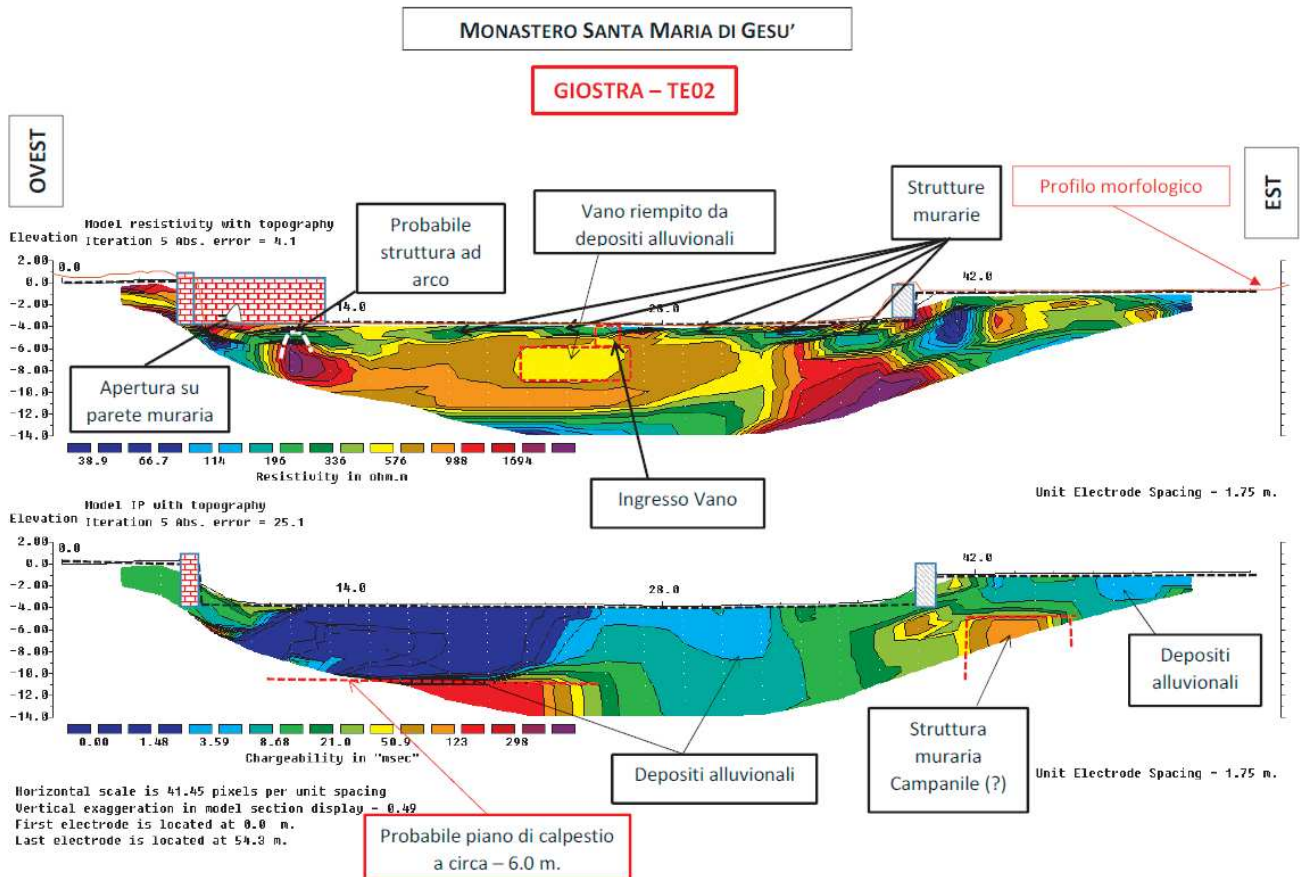 MONASTERO SANTA MARIA DI GESU'
GIOSTRA – TE02
OVEST
EST
Profilo morfologico
Strutture
murarie
Vano riempito da
depositi alluvionali
Probabile
struttura ad
arco
Model resistivity with topography
Elevation Iteration 5 Abs. error = 4.1
2.00
0.0
-2.00
-4.00
-6.00
-8.00
-10.0
-12.0
-14.0
0.0
14.0
28.0
42.0
Apertura su
parete muraria
Ingresso Vano
38.9 66.7 114 196 336 576 988 1694
Resistivity in ohm.m
Unit Electrode Spacing = 1.75 m.
Model IP with topography
Elevation Iteration 5 Abs. error = 25.1
2.00
0.0
-2.00
-4.00
-6.00
-8.00
-10.0
-12.0
-14.0
0.0
14.0
28.0
42.0
Depositi
alluvionali
Struttura
muraria
Campanile (?)
Depositi alluvionali
0.00 1.48 3.59 8.68 21.0 50.9 123 298
Chargeability in "msec"
Unit Electrode Spacing = 1.75 m.
Horizontal scale is 41.45 pixels per unit spacing
Vertical exaggeration in model section display = 0.49
First electrode is located at 0.0 m.
Last electrode is located at 54.3 m.
Probabile piano di calpestio
a circa – 6.0 m.